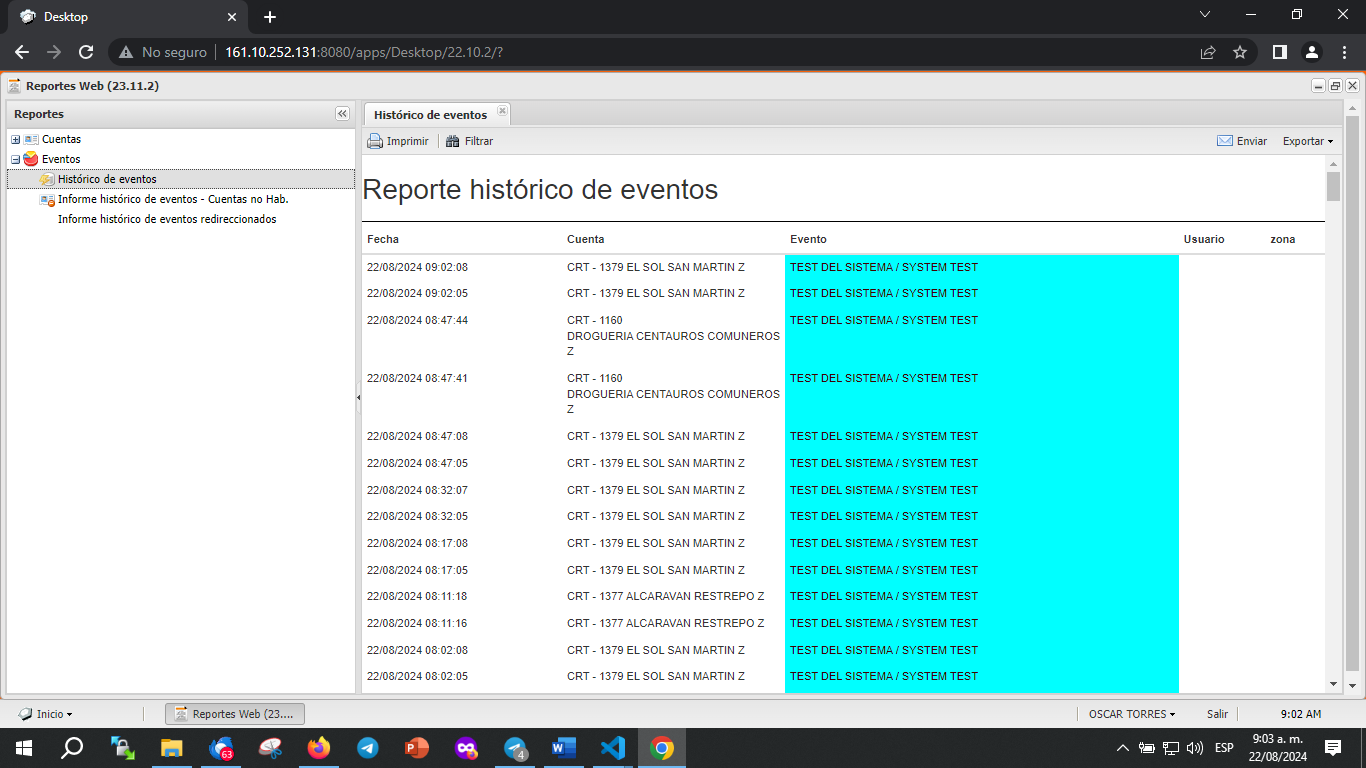 Desktop
No seguro
161.10.252.131:8080/apps/Desktop/22.10.2/?
Reportes Web (23.11.2)
Reportes
Cuentas
Eventos
Histórico de eventos
Informe histórico de eventos - Cuentas no Hab.
Informe histórico de eventos redireccionados
Histórico de eventos
Imprimir Filtrar Enviar Exportar
Reporte histórico de eventos
Fecha Cuenta Evento Usuario zona
22/08/2024 09:02:08 CRT - 1379 EL SOL SAN MARTIN Z TEST DEL SISTEMA / SYSTEM TEST
22/08/2024 09:02:05 CRT - 1379 EL SOL SAN MARTIN Z TEST DEL SISTEMA / SYSTEM TEST
22/08/2024 08:47:44 CRT - 1160 TEST DEL SISTEMA / SYSTEM TEST
DROGUERIA CENTAUROS COMUNEROS
Z
22/08/2024 08:47:41 CRT - 1160 TEST DEL SISTEMA / SYSTEM TEST
DROGUERIA CENTAUROS COMUNEROS
Z
22/08/2024 08:47:08 CRT - 1379 EL SOL SAN MARTIN Z TEST DEL SISTEMA / SYSTEM TEST
22/08/2024 08:47:05 CRT - 1379 EL SOL SAN MARTIN Z TEST DEL SISTEMA / SYSTEM TEST
22/08/2024 08:32:07 CRT - 1379 EL SOL SAN MARTIN Z TEST DEL SISTEMA / SYSTEM TEST
22/08/2024 08:32:05 CRT - 1379 EL SOL SAN MARTIN Z TEST DEL SISTEMA / SYSTEM TEST
22/08/2024 08:17:08 CRT - 1379 EL SOL SAN MARTIN Z TEST DEL SISTEMA / SYSTEM TEST
22/08/2024 08:17:05 CRT - 1379 EL SOL SAN MARTIN Z TEST DEL SISTEMA / SYSTEM TEST
22/08/2024 08:11:18 CRT - 1377 ALCARAVAN RESTREPO Z TEST DEL SISTEMA / SYSTEM TEST
22/08/2024 08:11:16 CRT - 1377 ALCARAVAN RESTREPO Z TEST DEL SISTEMA / SYSTEM TEST
22/08/2024 08:02:08 CRT - 1379 EL SOL SAN MARTIN Z TEST DEL SISTEMA / SYSTEM TEST
22/08/2024 08:02:05 CRT - 1379 EL SOL SAN MARTIN Z TEST DEL SISTEMA / SYSTEM TEST
Inicio Reportes Web (23.... OSCAR TORRES Salir 9:02 AM
63 4 ESP 9:03 a. m.
22/08/2024